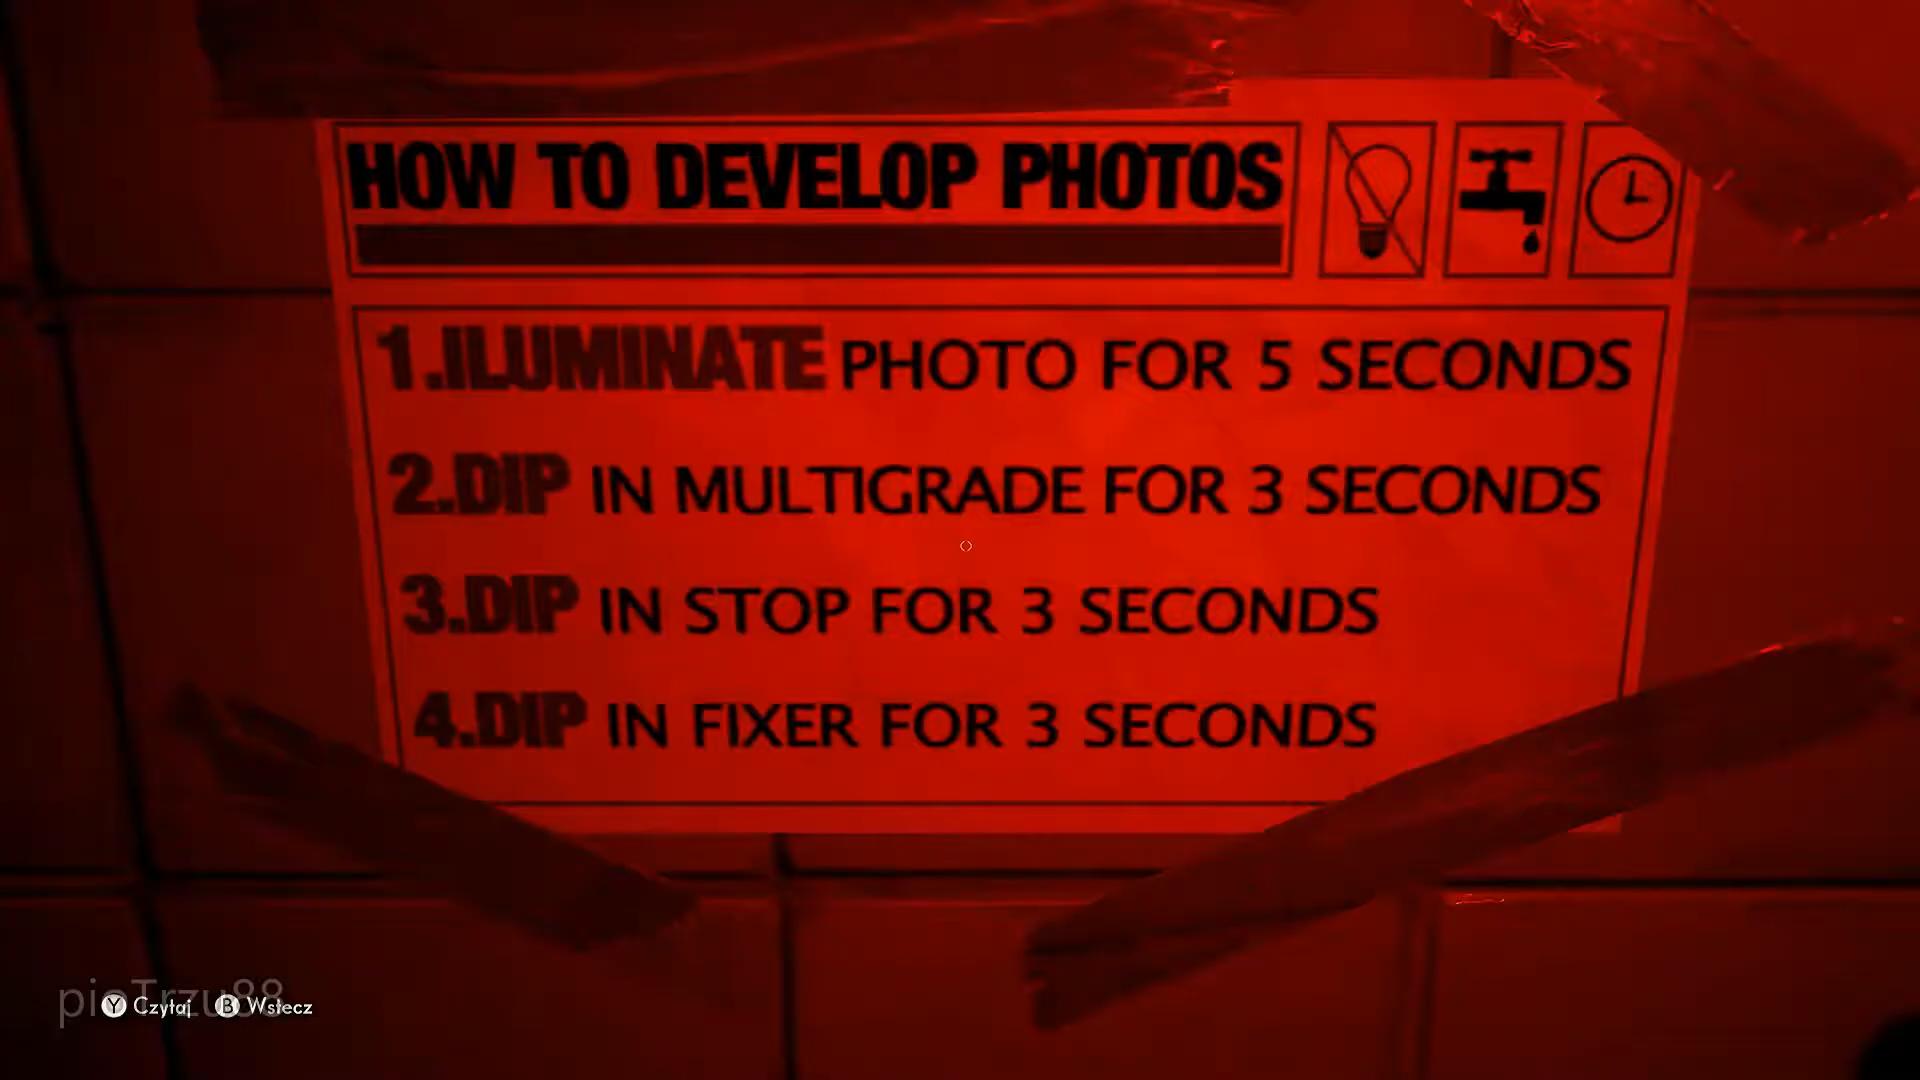 HOW TO DEVELOP PHOTOS
1.ILUMINATE PHOTO FOR 5 SECONDS
2.DIP IN MULTIGRADE FOR 3 SECONDS
3.DIP IN STOP FOR 3 SECONDS
4.DIP IN FIXER FOR 3 SECONDS
pioTrzu88
Y Czytaj B Wstecz